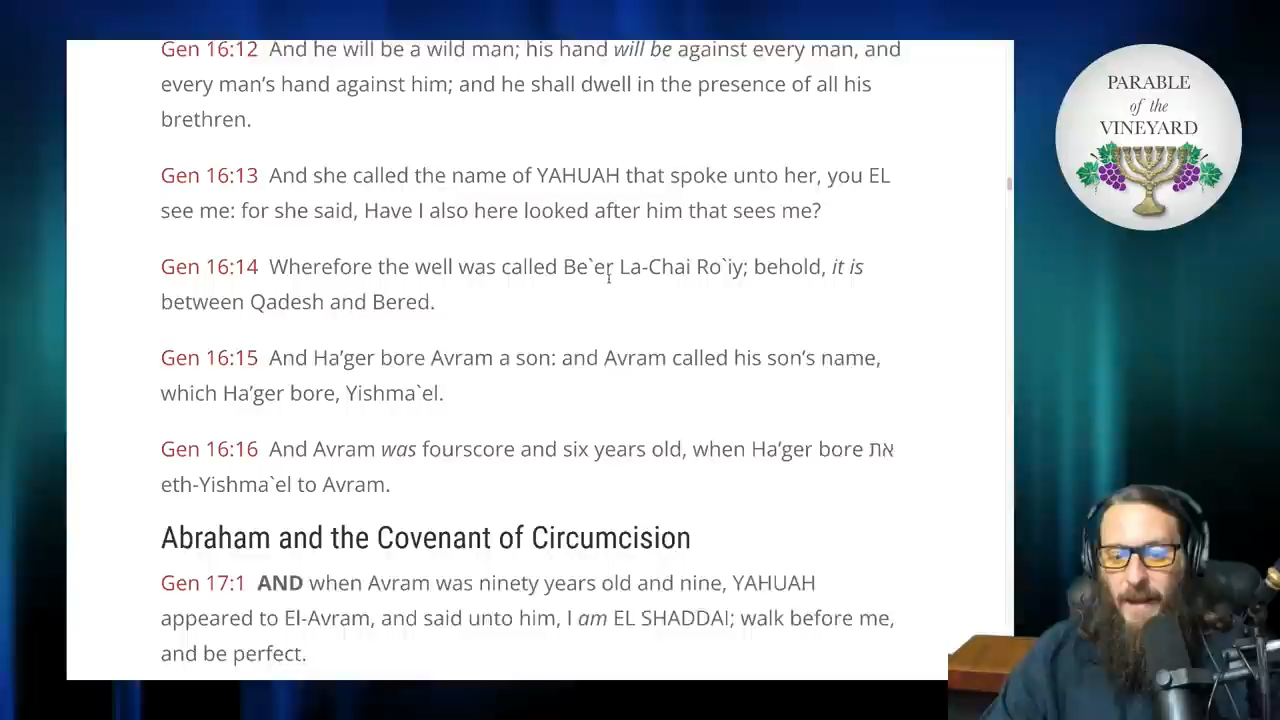 Gen 16:12 And he will be a wild man; his hand will be against every man, and
every man's hand against him; and he shall dwell in the presence of all his
brethren.
Gen 16:13 And she called the name of YAHUAH that spoke unto her, you EL
see me: for she said, Have I also here looked after him that sees me?
Gen 16:14 Wherefore the well was called Be`er La-Chai Ro`iy; behold, it is
between Qadesh and Bered.
Gen 16:15 And Ha'ger bore Avram a son: and Avram called his son's name,
which Ha'ger bore, Yishma`el.
Gen 16:16 And Avram was fourscore and six years old, when Ha'ger bore את
eth-Yishma`el to Avram.
Abraham and the Covenant of Circumcision
Gen 17:1 AND when Avram was ninety years old and nine, YAHUAH
appeared to El-Avram, and said unto him, I am EL SHADDAI; walk before me,
and be perfect.
PARABLE
of the
VINEYARD